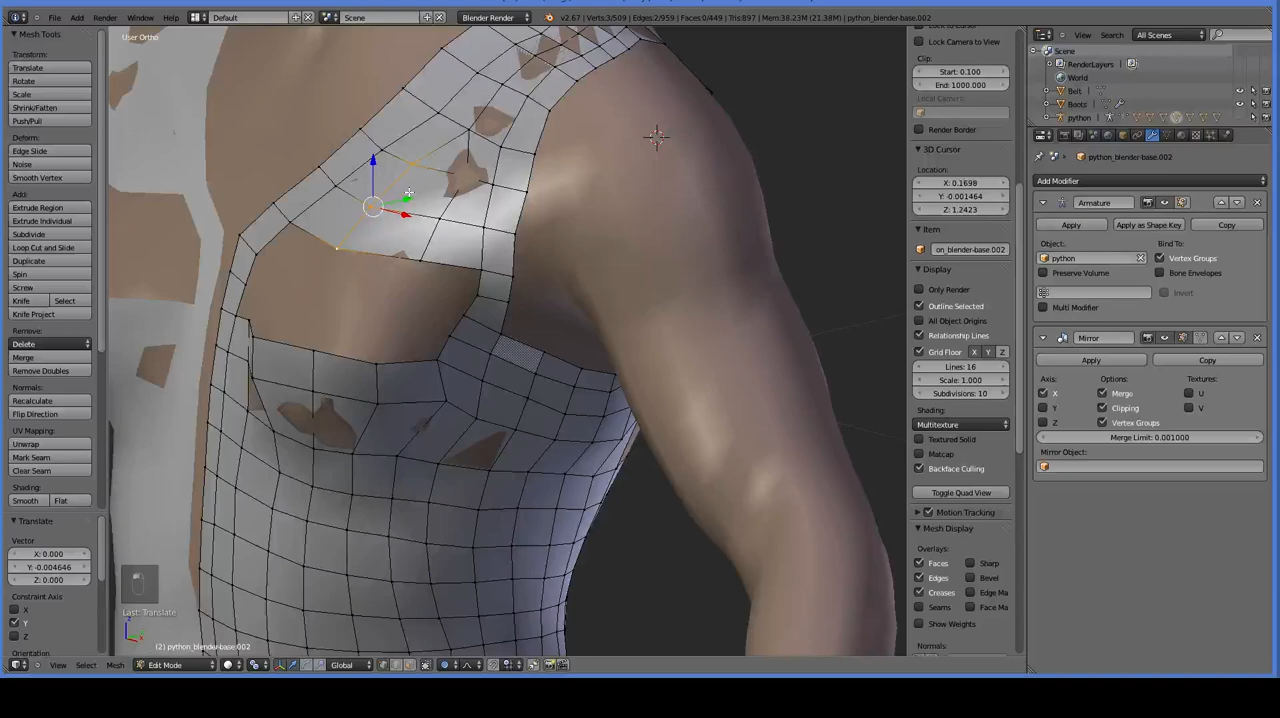 File Add Render Window Help Default Scene Blender Render v2.67 | Verts:3/509 | Edges:2/959 | Faces:0/449 | Tris:897 | Mem:38.23M (21.38M) | python_blender-base.002
Mesh Tools
Transform:
Translate
Rotate
Scale
Shrink/Fatten
Push/Pull
Deform:
Edge Slide
Noise
Smooth Vertex
Add:
Extrude Region
Extrude Individual
Subdivide
Loop Cut and Slide
Duplicate
Spin
Screw
Knife Select
Knife Project
Remove:
Delete
Merge
Remove Doubles
Normals:
Recalculate
Flip Direction
UV Mapping:
Unwrap
Mark Seam
Clear Seam
Shading:
Smooth Flat
Translate
Vector
X: 0.000
Y: -0.004646
Z: 0.000
Constraint Axis
X
Y
Z
Orientation
User Ortho
Last: Translate
(2) python_blender-base.002
View Select Mesh Edit Mode Global
Lock Camera to View
Clip:
Start: 0.100
End: 1000.000
Local Camera:
Render Border
3D Cursor
Location:
X: 0.1698
Y: -0.001464
Z: 1.2423
Item
on_blender-base.002
Display
Only Render
Outline Selected
All Object Origins
Relationship Lines
Grid Floor X Y Z
Lines: 16
Scale: 1.000
Subdivisions: 10
Shading:
Multitexture
Textured Solid
Matcap
Backface Culling
Toggle Quad View
Motion Tracking
Mesh Display
Overlays:
Faces Sharp
Edges Bevel
Creases Edge Ma
Seams Face Ma
Show Weights
Normals:
View Search All Scenes
Scene
RenderLayers
World
Belt
Boots
python
python_blender-base.002
Add Modifier
Armature
Apply Apply as Shape Key Copy
Object: Bind To:
python Vertex Groups
Preserve Volume Bone Envelopes
Invert
Multi Modifier
Mirror
Apply Copy
Axis: Options: Textures:
X Merge U
Y Clipping V
Z Vertex Groups
Merge Limit: 0.001000
Mirror Object: